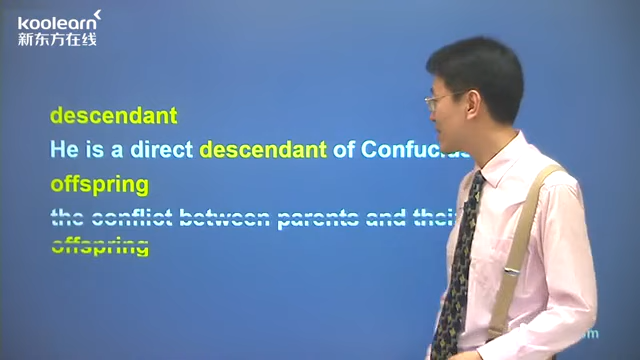 koolearn
新东方在线
descendant
He is a direct descendant of
offspring
the conflict between parents and
offspring